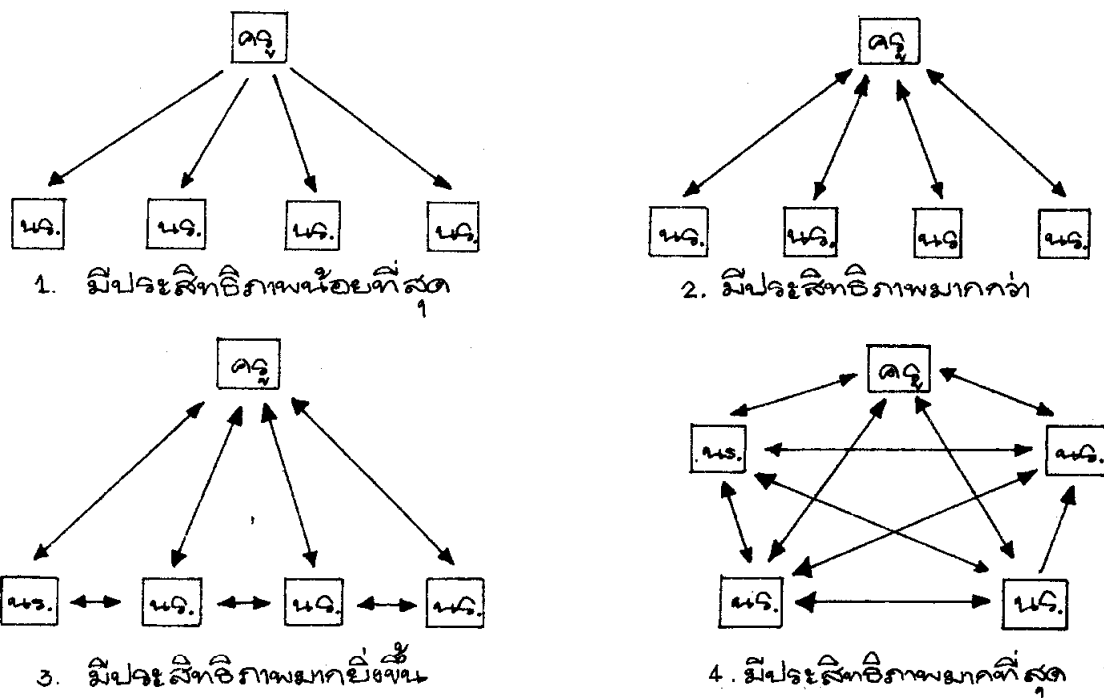 ครู
นร. นร. นร. นร.
1. มีประสิทธิภาพน้อยที่สุด
ครู
นร. นร. นร นร.
2. มีประสิทธิภาพมากกว่า
ครู
นร. นร. นร. นร.
3. มีประสิทธิภาพมากยิ่งขึ้น
ครู
นร. นร.
นร. นร.
4. มีประสิทธิภาพมากที่สุด